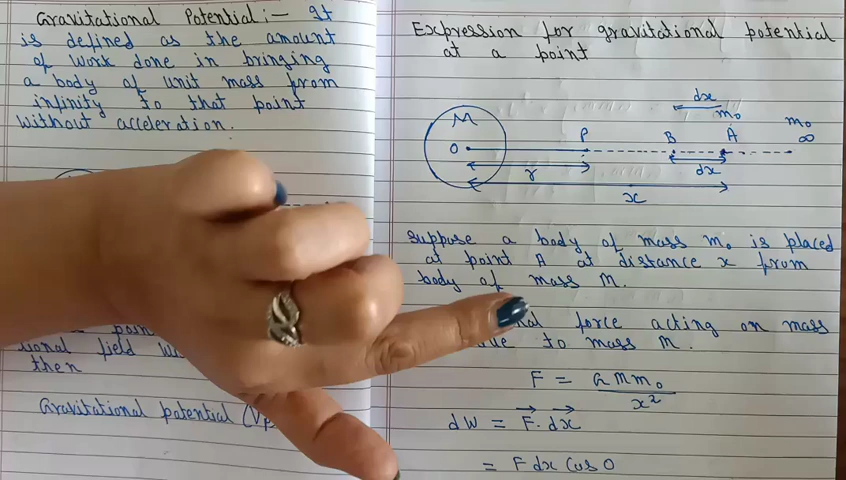 Gravitational Potential :- It
is defined as the amount
of work done in bringing
a body of unit mass from
infinity to that point
without acceleration.
then
Gravitational potential (Vp
Expression for gravitational potential
at a point
dx
M
m₀
m₀
O
P
B
A
∞
r
dx
x
Suppose a body of mass m₀ is placed
at point A at distance x from
body of mass M.
force acting on mass
to mass M.
F = GMm₀/x²
dW = F⃗. dx⃗
= Fdx Cos 0